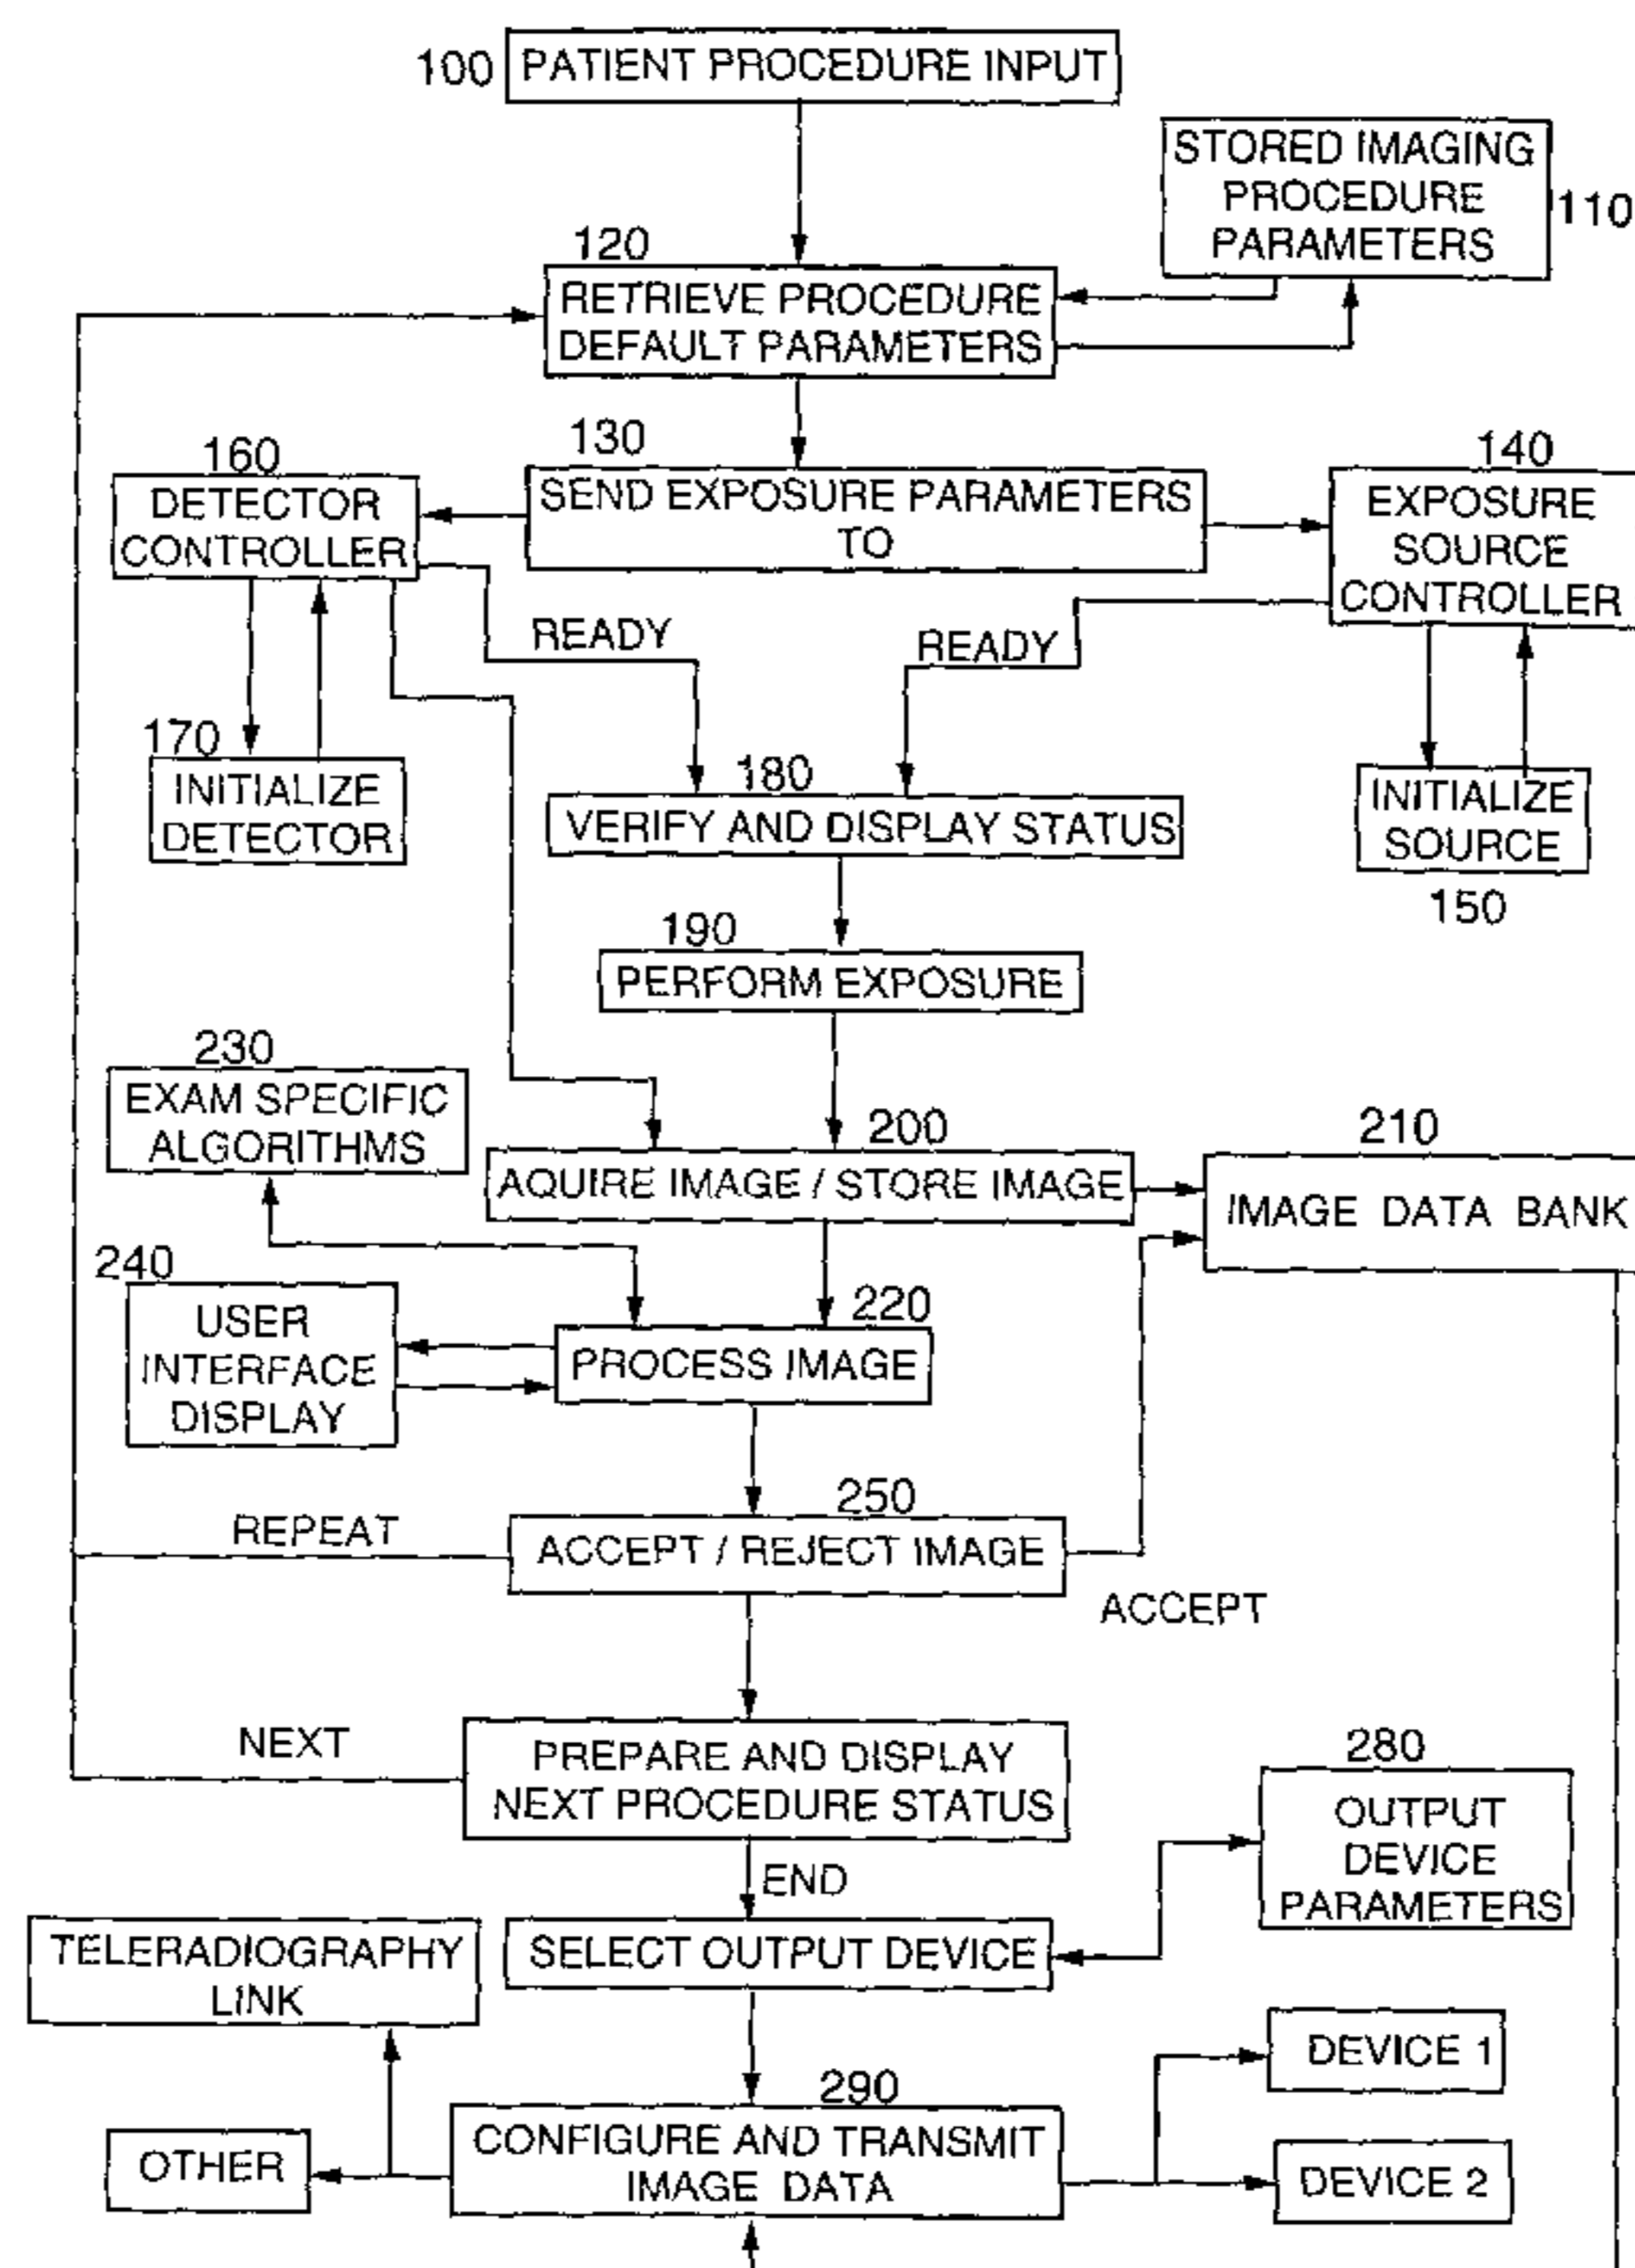 100 PATIENT PROCEDURE INPUT
STORED IMAGING
PROCEDURE
PARAMETERS
110
120
RETRIEVE PROCEDURE
DEFAULT PARAMETERS
130
SEND EXPOSURE PARAMETERS
TO
160
DETECTOR
CONTROLLER
140
EXPOSURE
SOURCE
CONTROLLER
READY
READY
170
INITIALIZE
DETECTOR
180
VERIFY AND DISPLAY STATUS
INITIALIZE
SOURCE
150
190
PERFORM EXPOSURE
230
EXAM SPECIFIC
ALGORITHMS
200
AQUIRE IMAGE / STORE IMAGE
210
IMAGE DATA BANK
240
USER
INTERFACE
DISPLAY
220
PROCESS IMAGE
250
ACCEPT / REJECT IMAGE
REPEAT
ACCEPT
NEXT
PREPARE AND DISPLAY
NEXT PROCEDURE STATUS
280
OUTPUT
DEVICE
PARAMETERS
END
SELECT OUTPUT DEVICE
TELERADIOGRAPHY
LINK
DEVICE 1
290
CONFIGURE AND TRANSMIT
IMAGE DATA
OTHER
DEVICE 2